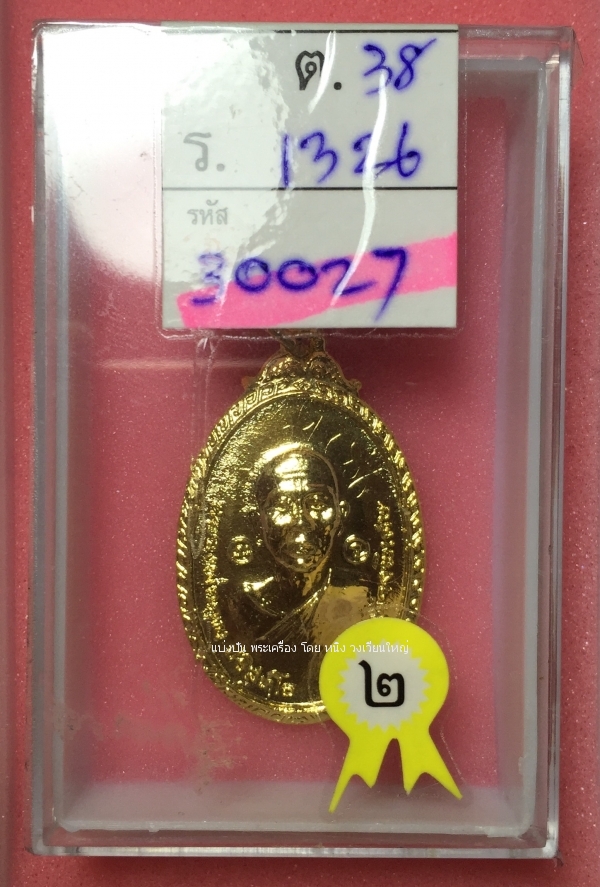 ต. 38
ร. 1326
รหัส
30027
แบ่งปัน พระเครื่อง โดย หนึ่ง วงเวียนใหญ่
๒